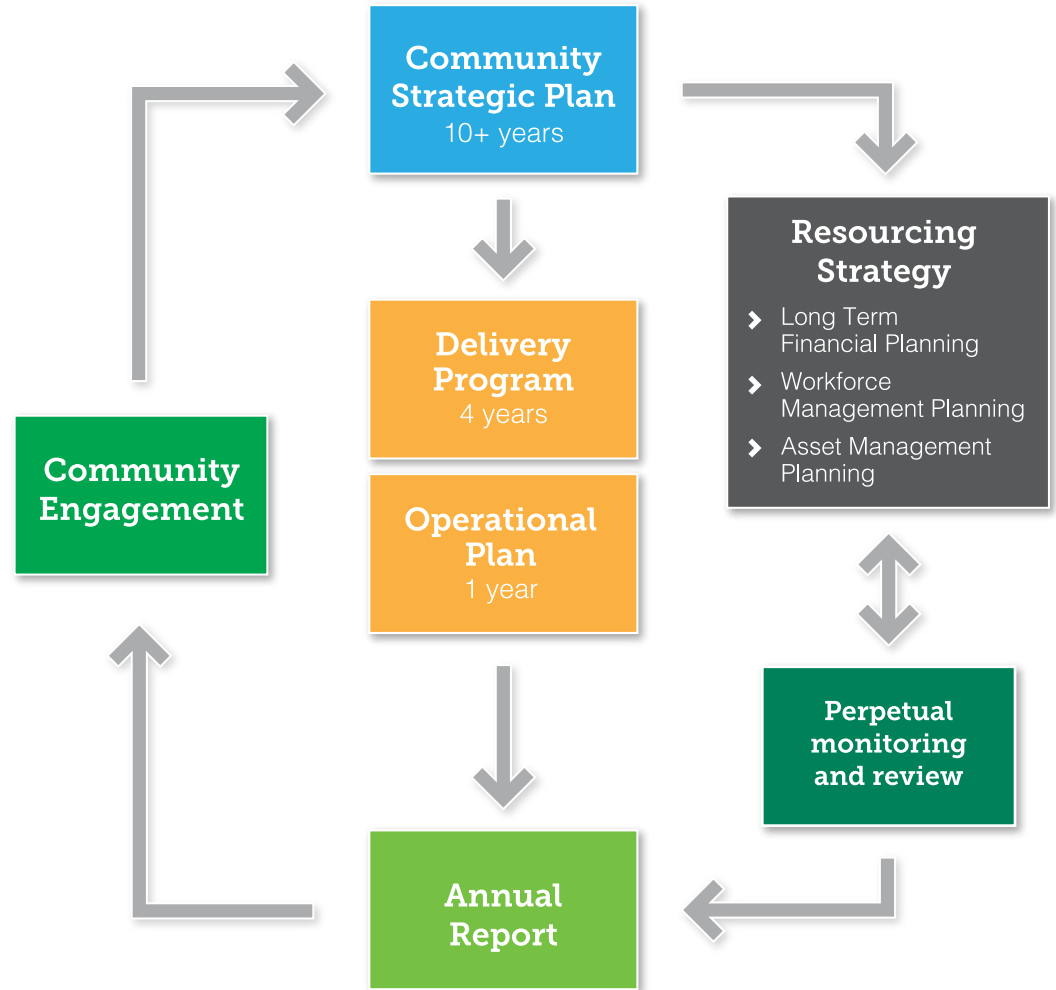 Community
Strategic Plan
10+ years
Resourcing
Strategy
Long Term
Financial Planning
Workforce
Management Planning
Asset Management
Planning
Delivery
Program
4 years
Community
Engagement
Operational
Plan
1 year
Perpetual
monitoring
and review
Annual
Report